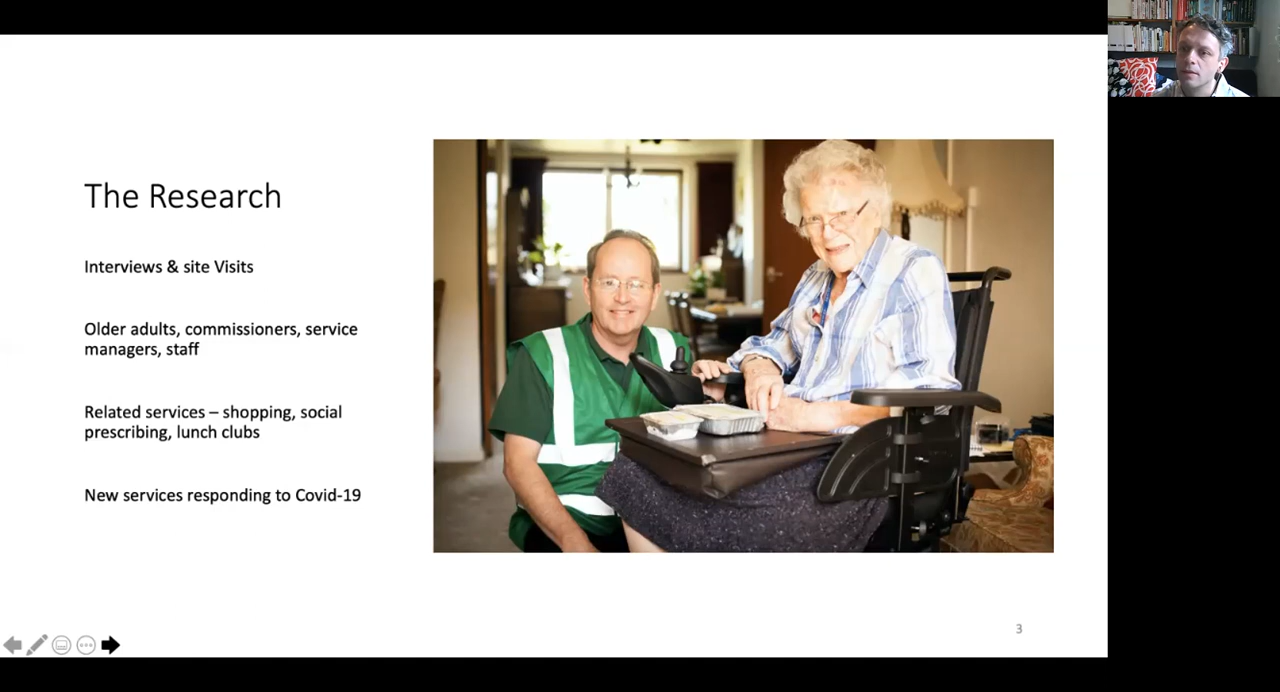 The Research
Interviews & site Visits
Older adults, commissioners, service
managers, staff
Related services – shopping, social
prescribing, lunch clubs
New services responding to Covid-19
3